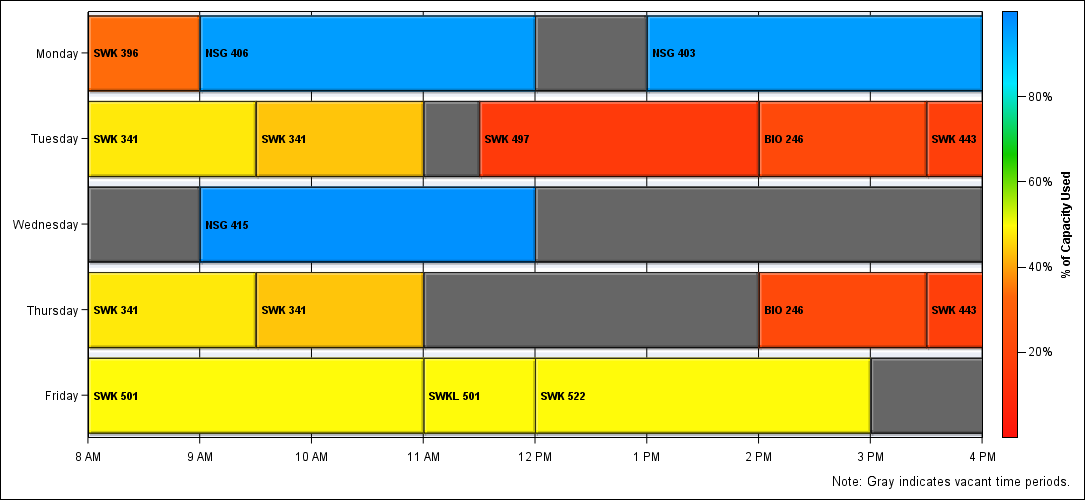 Monday
SWK 396
NSG 406
NSG 403
80%
Tuesday
SWK 341
SWK 341
SWK 497
BIO 246
SWK 443
60%
% of Capacity Used
Wednesday
NSG 415
40%
Thursday
SWK 341
SWK 341
BIO 246
SWK 443
20%
Friday
SWK 501
SWKL 501
SWK 522
8 AM
9 AM
10 AM
11 AM
12 PM
1 PM
2 PM
3 PM
4 PM
Note: Gray indicates vacant time periods.